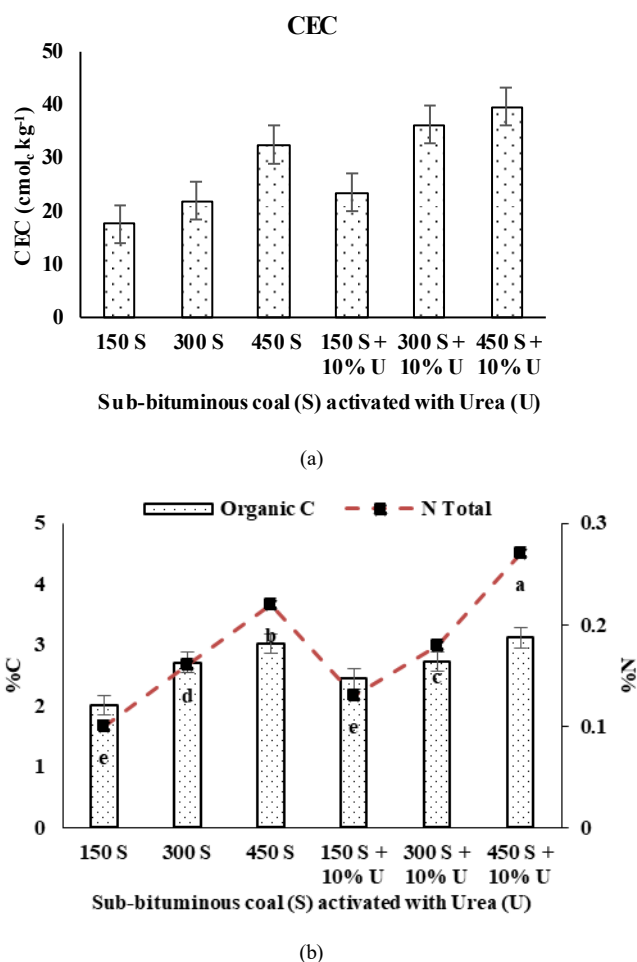 CEC
50
40
30
20
10
0
CEC (cmolc kg-1)
150 S 300 S 450 S 150 S + 10% U 300 S + 10% U 450 S + 10% U
Sub-bituminous coal (S) activated with Urea (U)
(a)
Organic C N Total
5
4
3
2
1
0
%C
0.3
0.2
0.1
0
%N
e
d
b
e
c
a
150 S 300 S 450 S 150 S + 10% U 300 S + 10% U 450 S + 10% U
Sub-bituminous coal (S) activated with Urea (U)
(b)